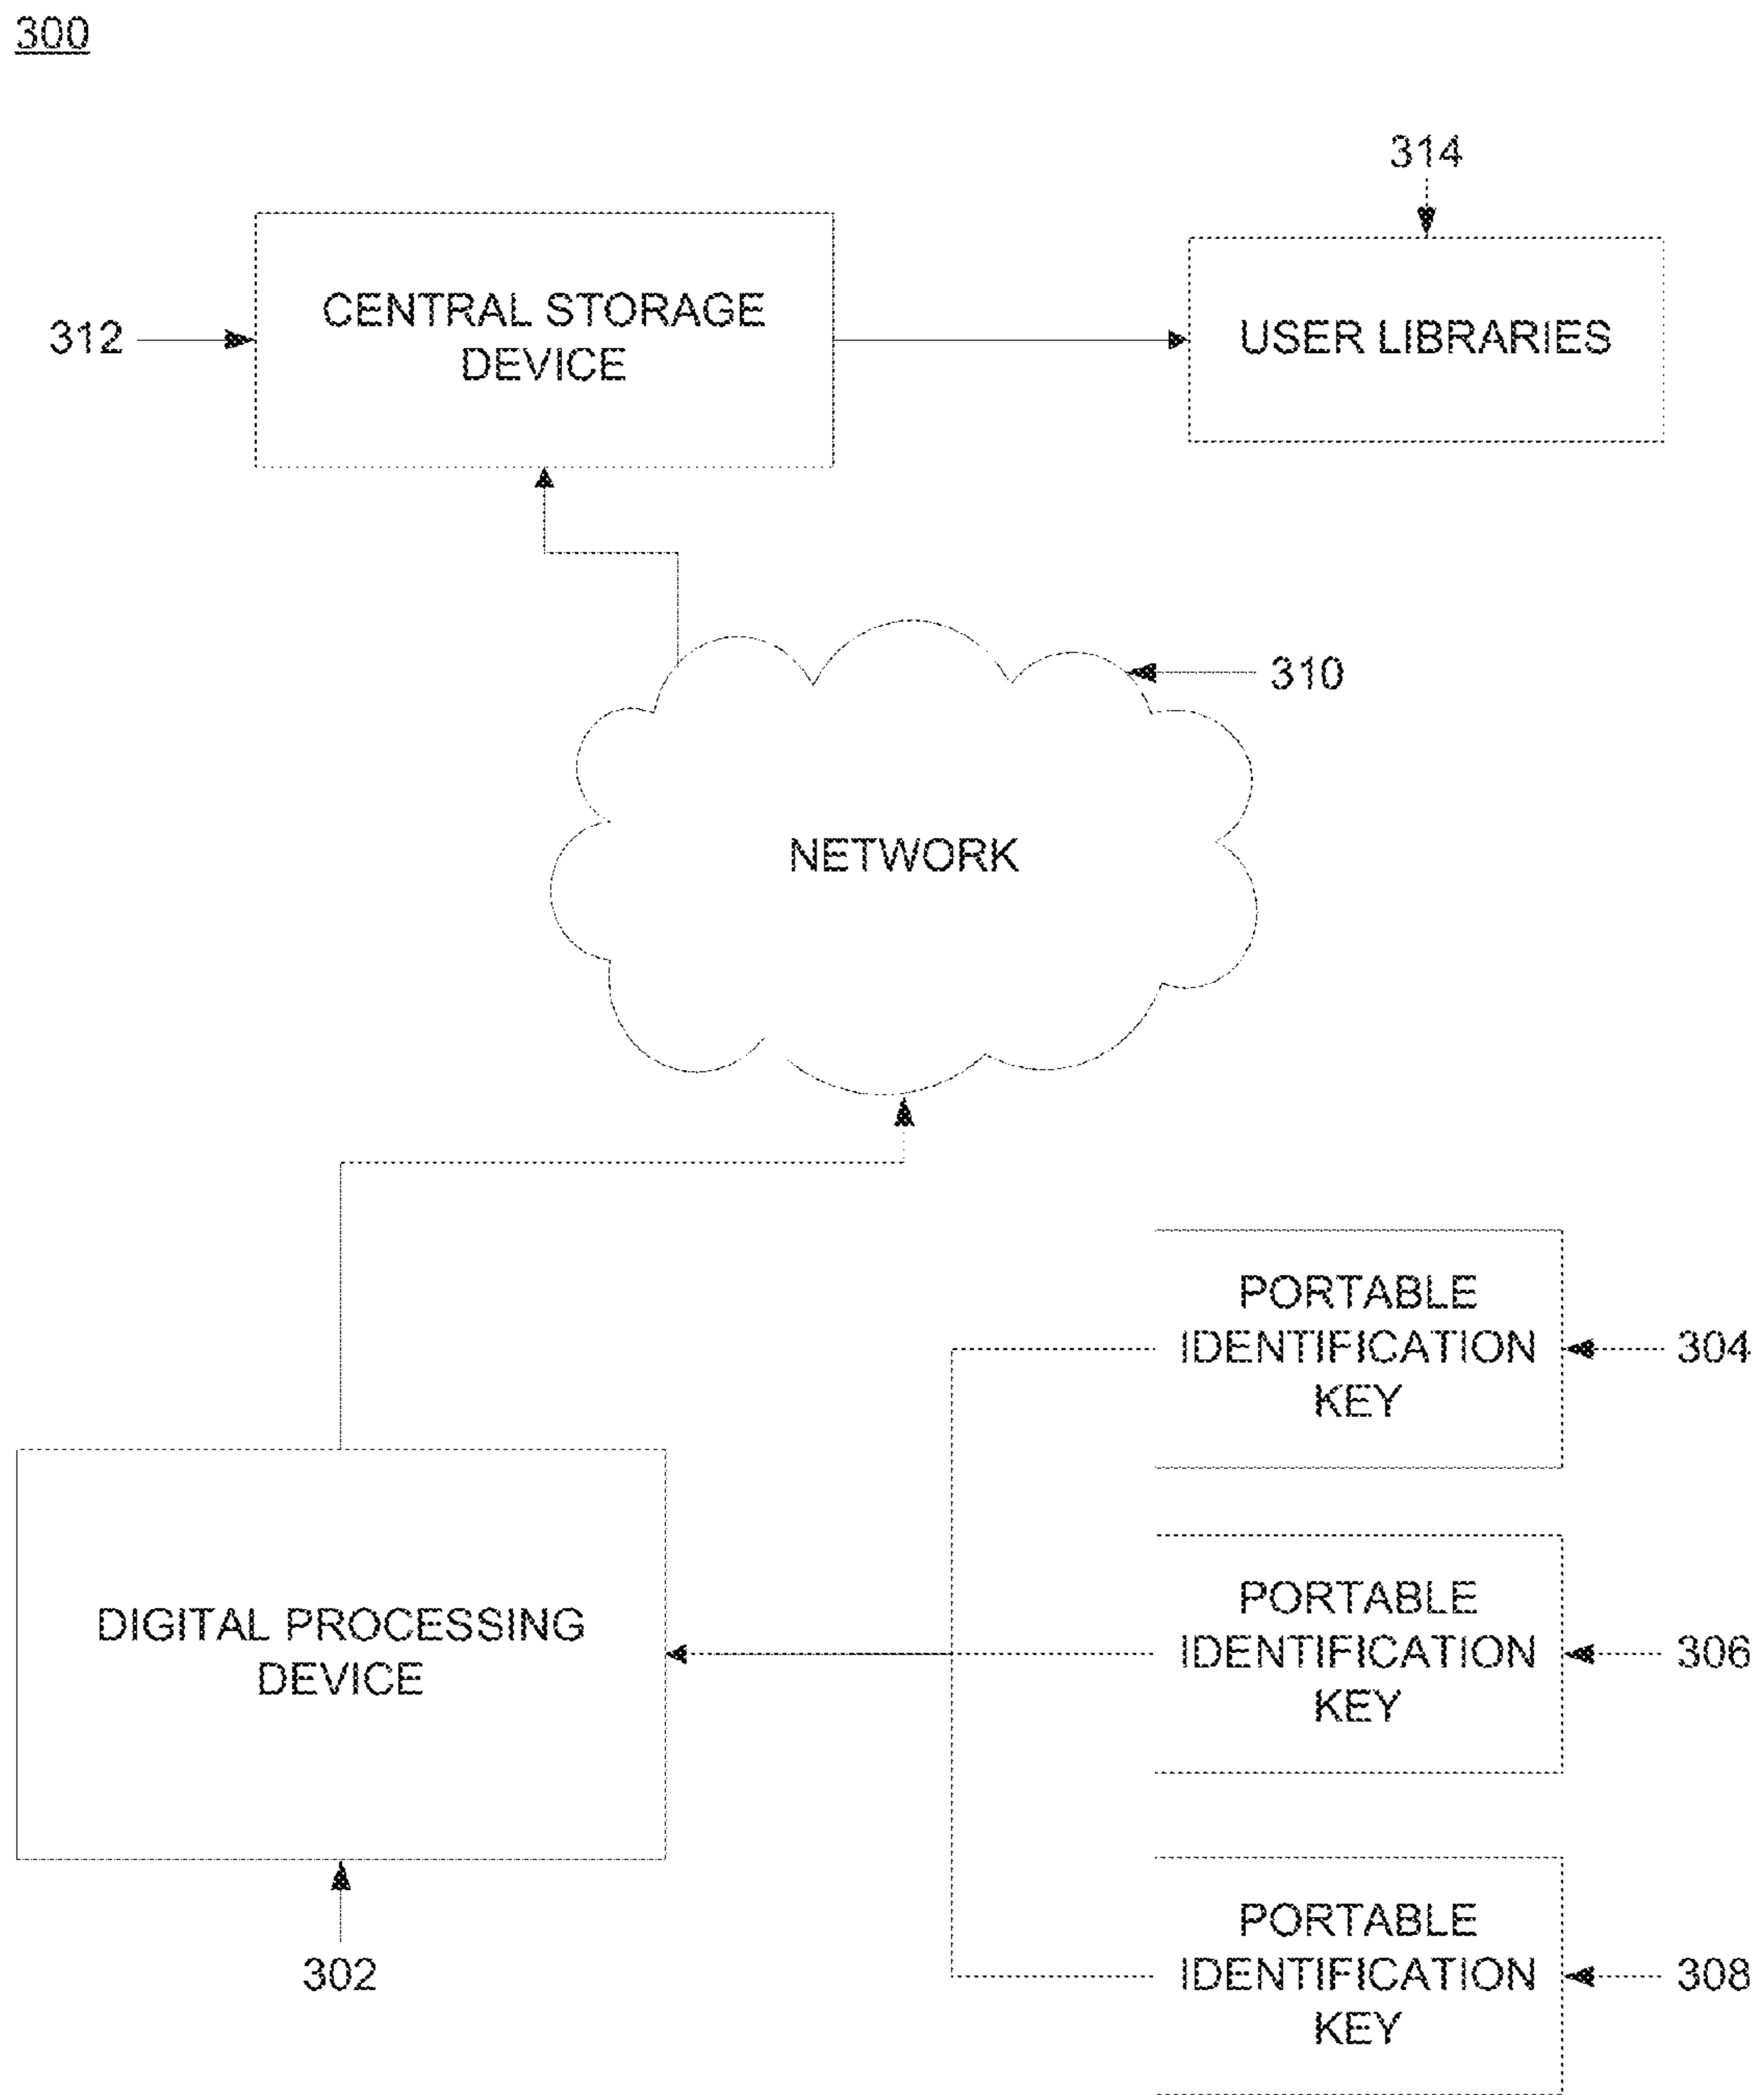 300
314
312
CENTRAL STORAGE
DEVICE
USER LIBRARIES
310
NETWORK
PORTABLE
IDENTIFICATION
KEY
304
DIGITAL PROCESSING
DEVICE
PORTABLE
IDENTIFICATION
KEY
306
302
PORTABLE
IDENTIFICATION
KEY
308